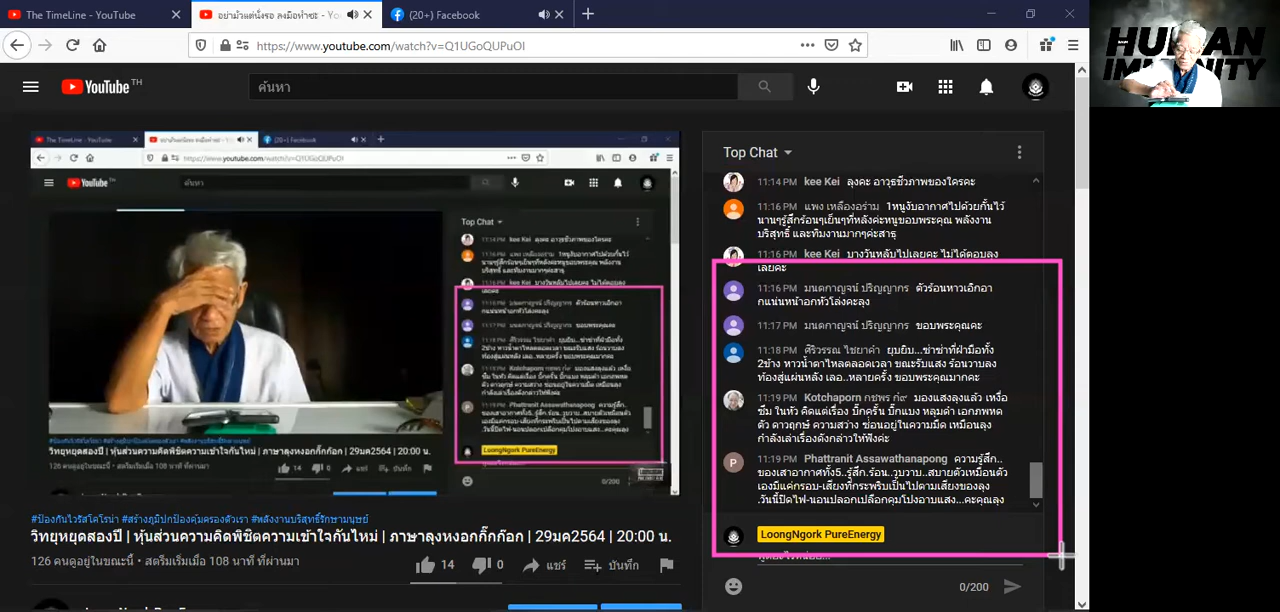 The TimeLine - YouTube
อย่ามัวแต่นั่งรอ ลงมือทำซะ - Yo
(20+) Facebook
https://www.youtube.com/watch?v=Q1UGoQUPuOI
HUMAN IMMUNITY
YouTube TH
ค้นหา
Top Chat
11:14 PM kee Kei ลุงคะ อาวุธชีวภาพของใครคะ
11:16 PM แพง เหลืองอร่าม 1หนูงับอากาศไปด้วยกั้นไว้
นานๆรู้สึกร้อนๆเย็นๆที่หลังค่ะหนูขอบพระคุณ พลังงาน
บริสุทธิ์ และทีมงานมากๆค่ะสาธุ
11:16 PM kee Kei บางวันหลับไปเลยคะ ไม่ได้ตอบลุง
เลยคะ
11:16 PM มนตกาญจน์ ปริญญากร ตัวร้อนหาวเอิ๊กอา
กแน่นหน้าอกหัวโล่งคะลุง
11:17 PM มนตกาญจน์ ปริญญากร ขอบพระคุณคะ
11:18 PM ศิริวรรณ ไชยาคำ ยุบยิบ...ซ่าซ่าที่ฝ่ามือทั้ง
2ข้าง หาวน้ำตาไหลตลอดเวลา ขณะรับแสง ร้อนวาบลง
ท้องสู่แผ่นหลัง เลอ..หลายครั้ง ขอบพระคุณมากคะ
11:19 PM Kotchaporn กชพร มองแสงลุงแล้ว เหงื่อ
ซึม ในหัว คิดแต่เรื่อง บิ๊กครั้น บิ๊กแบง หลุมดำ เอกภพหด
ตัว ดาวฤกษ์ ความสว่าง ซ่อนอยู่ในความมืด เหมือนลุง
กำลังเล่าเรื่องดังกล่าวให้ฟังค่ะ
11:19 PM Phattranit Assawathanapong ความรู้สึก..
ของเสาอากาศทั้ง5..รู้สึก.ร้อน..วูบวาบ...สบายตัวเหมือนตัว
เองมีแค่กรอบ-เสียงที่กระพริบเป็นไปตามเสียงของลุง
.วันนี้ปิดไฟ-นอนปลอกเปลือกคุมโปงอาบแสง...คะคุณลุง
LoongNgork PureEnergy
0/200
#ป้องกันไวรัสโคโรน่า #สร้างภูมิปกป้องคุ้มครองตัวเรา #พลังงานบริสุทธิ์รักษามนุษย์
วิทยุหยุดสองปี | หุ้นส่วนความคิดพิชิตความเข้าใจกันใหม่ | ภาษาลุงหงอกกิ๊กก๊อก | 29มค2564 | 20:00 น.
126 คนดูอยู่ในขณะนี้ • สตรีมเริ่มเมื่อ 108 นาทีที่ผ่านมา
14 0 แชร์ บันทึก